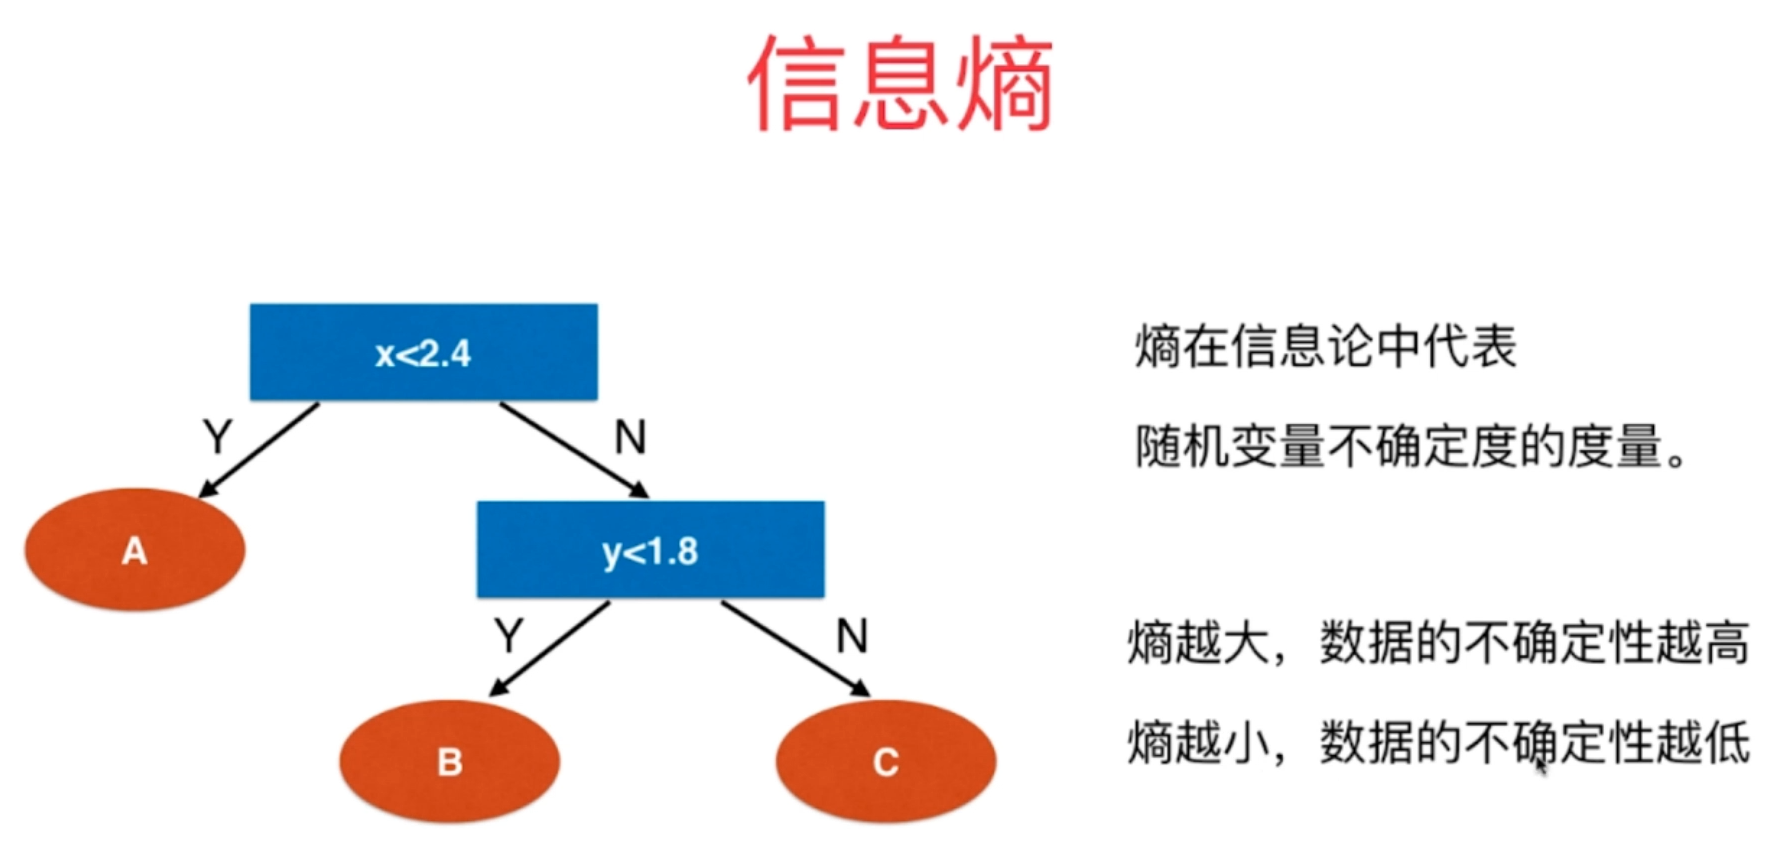 信息熵
x<2.4
Y
N
A
y<1.8
Y
N
B
C
熵在信息论中代表
随机变量不确定度的度量。
熵越大，数据的不确定性越高
熵越小，数据的不确定性越低